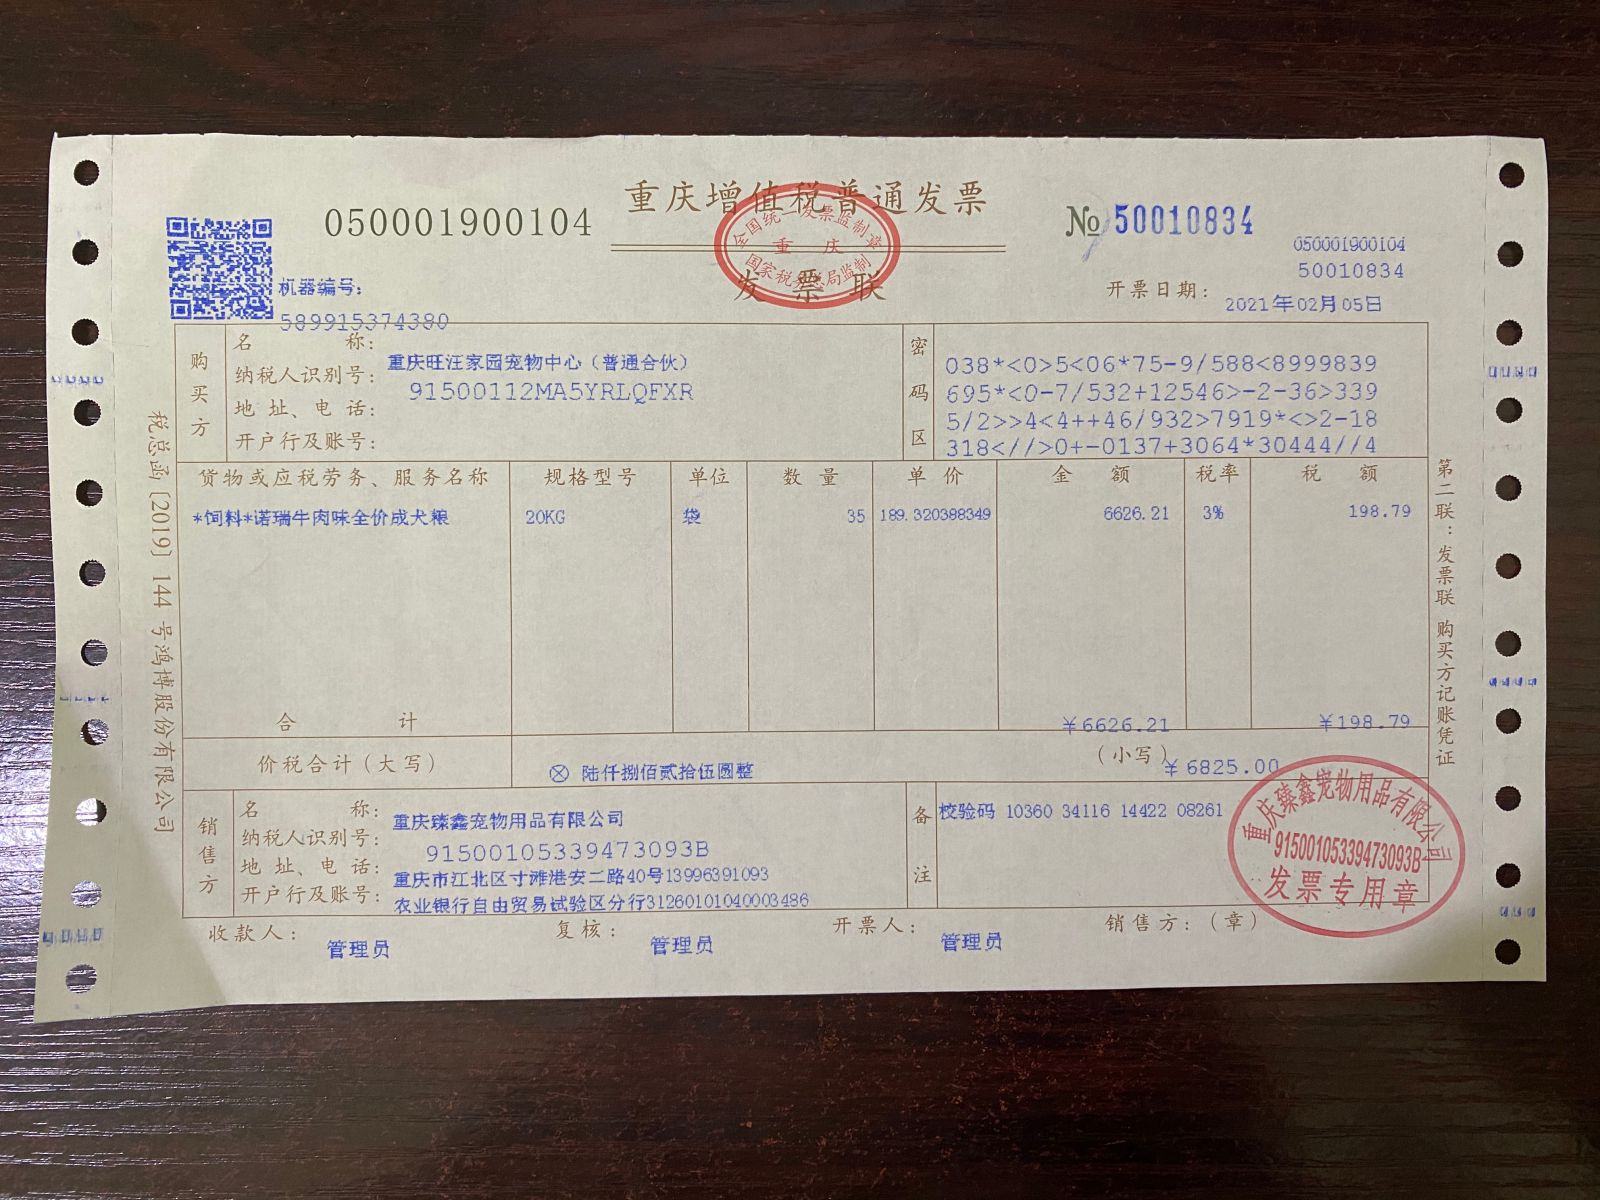 重庆增值税普通发票
发票联
全国统一发票监制章
重庆
国家税务总局监制
050001900104
№ 50010834
050001900104
50010834
机器编号:
589915374380
开票日期: 2021年02月05日
购买方
名称: 重庆旺汪家园宠物中心（普通合伙）
纳税人识别号: 91500112MA5YRLQFXR
地址、电话:
开户行及账号:
密码区
038*<0>5<06*75-9/588<8999839
695*<0-7/532+12546>-2-36>339
5/2>>4<4++46/932>7919*<>2-18
318<//>0+-0137+3064*30444//4
货物或应税劳务、服务名称 规格型号 单位 数量 单价 金额 税率 税额
*饲料*诺瑞牛肉味全价成犬粮 20KG 袋 35 189.320388349 6626.21 3% 198.79
合计 ￥6626.21 ￥198.79
价税合计(大写) ⊗ 陆仟捌佰贰拾伍圆整 (小写) ￥6825.00
销售方
名称: 重庆臻鑫宠物用品有限公司
纳税人识别号: 91500105339473093B
地址、电话: 重庆市江北区寸滩港安二路40号13996391093
开户行及账号: 农业银行自由贸易试验区分行31260101040003486
备注
校验码 10360 34116 14422 08261
重庆臻鑫宠物用品有限公司
91500105339473093B
发票专用章
收款人: 管理员 复核: 管理员 开票人: 管理员 销售方:(章)
税总函[2019]144号鸿博股份有限公司
第二联:发票联 购买方记账凭证